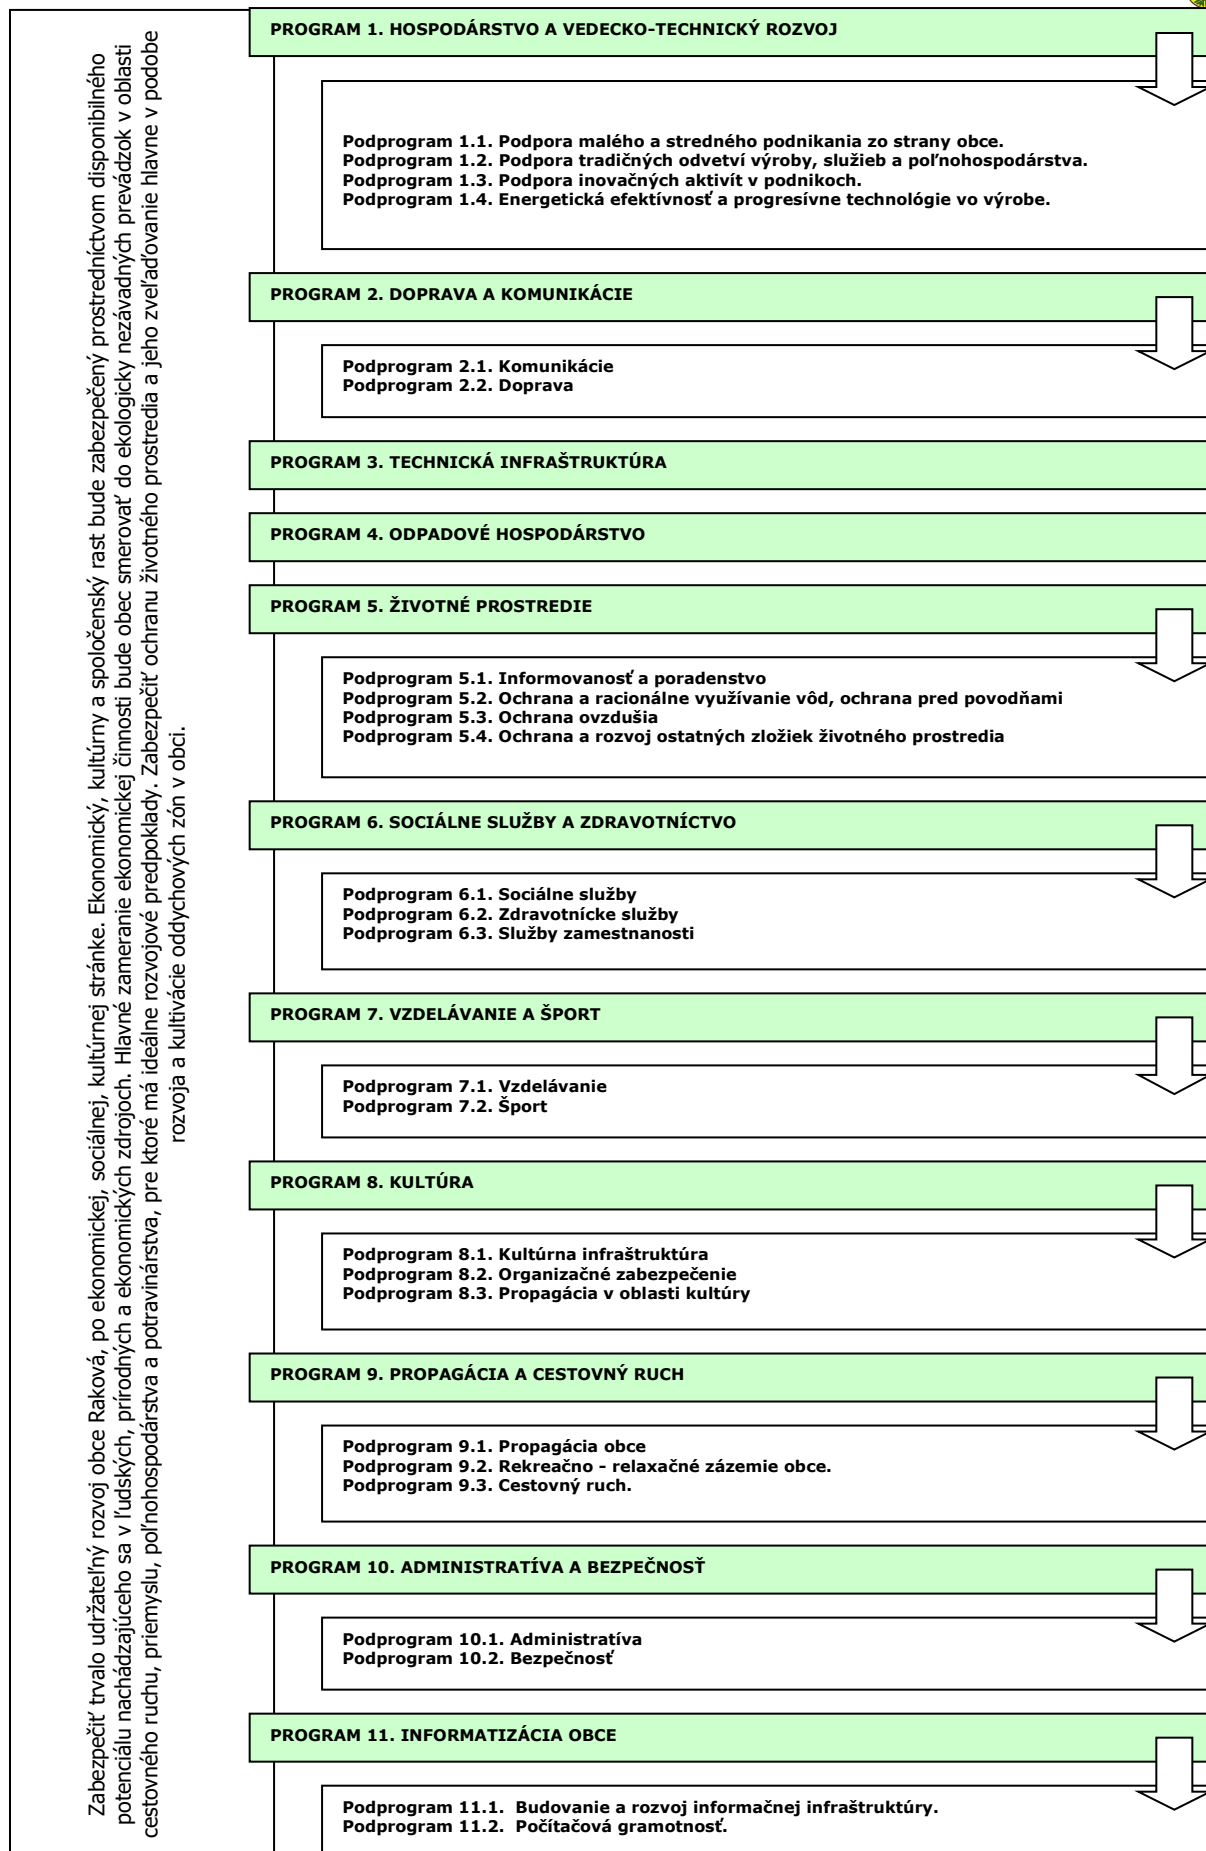 Zabezpečiť trvalo udržateľný rozvoj obce Raková, po ekonomickej, sociálnej, kultúrnej stránke. Ekonomický, kultúrny a spoločenský rast bude zabezpečený prostredníctvom disponibilného
potenciálu nachádzajúceho sa v ľudských, prírodných a ekonomických zdrojoch. Hlavné zameranie ekonomickej činnosti bude obec smerovať do ekologicky nezávadných prevádzok v oblasti
cestovného ruchu, priemyslu, poľnohospodárstva a potravinárstva, pre ktoré má ideálne rozvojové predpoklady. Zabezpečiť ochranu životného prostredia a jeho zveľaďovanie hlavne v podobe
rozvoja a kultivácie oddychových zón v obci.
PROGRAM 1. HOSPODÁRSTVO A VEDECKO-TECHNICKÝ ROZVOJ
Podprogram 1.1. Podpora malého a stredného podnikania zo strany obce.
Podprogram 1.2. Podpora tradičných odvetví výroby, služieb a poľnohospodárstva.
Podprogram 1.3. Podpora inovačných aktivít v podnikoch.
Podprogram 1.4. Energetická efektívnosť a progresívne technológie vo výrobe.
PROGRAM 2. DOPRAVA A KOMUNIKÁCIE
Podprogram 2.1. Komunikácie
Podprogram 2.2. Doprava
PROGRAM 3. TECHNICKÁ INFRAŠTRUKTÚRA
PROGRAM 4. ODPADOVÉ HOSPODÁRSTVO
PROGRAM 5. ŽIVOTNÉ PROSTREDIE
Podprogram 5.1. Informovanosť a poradenstvo
Podprogram 5.2. Ochrana a racionálne využívanie vôd, ochrana pred povodňami
Podprogram 5.3. Ochrana ovzdušia
Podprogram 5.4. Ochrana a rozvoj ostatných zložiek životného prostredia
PROGRAM 6. SOCIÁLNE SLUŽBY A ZDRAVOTNÍCTVO
Podprogram 6.1. Sociálne služby
Podprogram 6.2. Zdravotnícke služby
Podprogram 6.3. Služby zamestnanosti
PROGRAM 7. VZDELÁVANIE A ŠPORT
Podprogram 7.1. Vzdelávanie
Podprogram 7.2. Šport
PROGRAM 8. KULTÚRA
Podprogram 8.1. Kultúrna infraštruktúra
Podprogram 8.2. Organizačné zabezpečenie
Podprogram 8.3. Propagácia v oblasti kultúry
PROGRAM 9. PROPAGÁCIA A CESTOVNÝ RUCH
Podprogram 9.1. Propagácia obce
Podprogram 9.2. Rekreačno - relaxačné zázemie obce.
Podprogram 9.3. Cestovný ruch.
PROGRAM 10. ADMINISTRATÍVA A BEZPEČNOSŤ
Podprogram 10.1. Administratíva
Podprogram 10.2. Bezpečnosť
PROGRAM 11. INFORMATIZÁCIA OBCE
Podprogram 11.1. Budovanie a rozvoj informačnej infraštruktúry.
Podprogram 11.2. Počítačová gramotnosť.